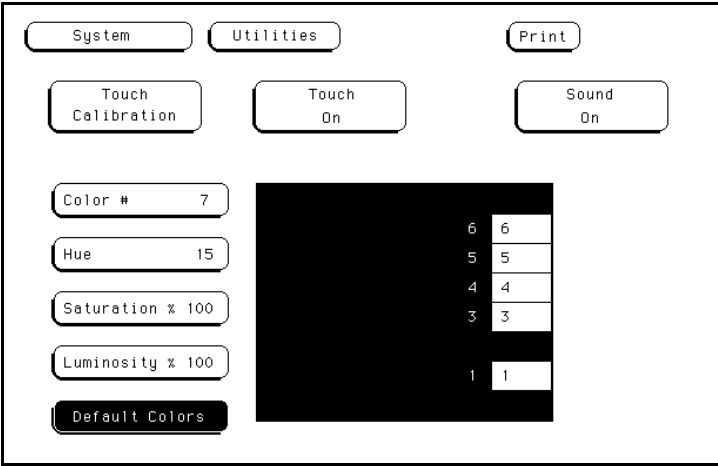 System Utilities Print
Touch Calibration
Touch On
Sound On
Color # 7
Hue 15
Saturation % 100
Luminosity % 100
Default Colors
6 6
5 5
4 4
3 3
1 1